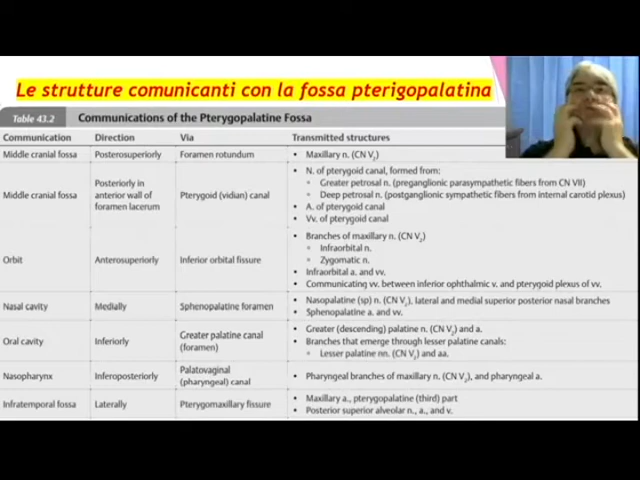 Le strutture comunicanti con la fossa pterigopalatina
Table 43.2 Communications of the Pterygopalatine Fossa
Communication Direction Via Transmitted structures
Middle cranial fossa Posterosuperiorly Foramen rotundum • Maxillary n. (CN V2)
Middle cranial fossa Posteriorly in anterior wall of foramen lacerum Pterygoid (vidian) canal • N. of pterygoid canal, formed from:
◦ Greater petrosal n. (preganglionic parasympathetic fibers from CN VII)
◦ Deep petrosal n. (postganglionic sympathetic fibers from internal carotid plexus)
• A. of pterygoid canal
• Vv. of pterygoid canal
Orbit Anterosuperiorly Inferior orbital fissure • Branches of maxillary n. (CN V2)
◦ Infraorbital n.
◦ Zygomatic n.
• Infraorbital a. and vv.
• Communicating vv. between inferior ophthalmic v. and pterygoid plexus of vv.
Nasal cavity Medially Sphenopalatine foramen • Nasopalatine (sp) n. (CN V2), lateral and medial superior posterior nasal branches
• Sphenopalatine a. and vv.
Oral cavity Inferiorly Greater palatine canal (foramen) • Greater (descending) palatine n. (CN V2) and a.
• Branches that emerge through lesser palatine canals:
◦ Lesser palatine nn. (CN V2) and aa.
Nasopharynx Inferoposteriorly Palatovaginal (pharyngeal) canal • Pharyngeal branches of maxillary n. (CN V2), and pharyngeal a.
Infratemporal fossa Laterally Pterygomaxillary fissure • Maxillary a., pterygopalatine (third) part
• Posterior superior alveolar n., a., and v.